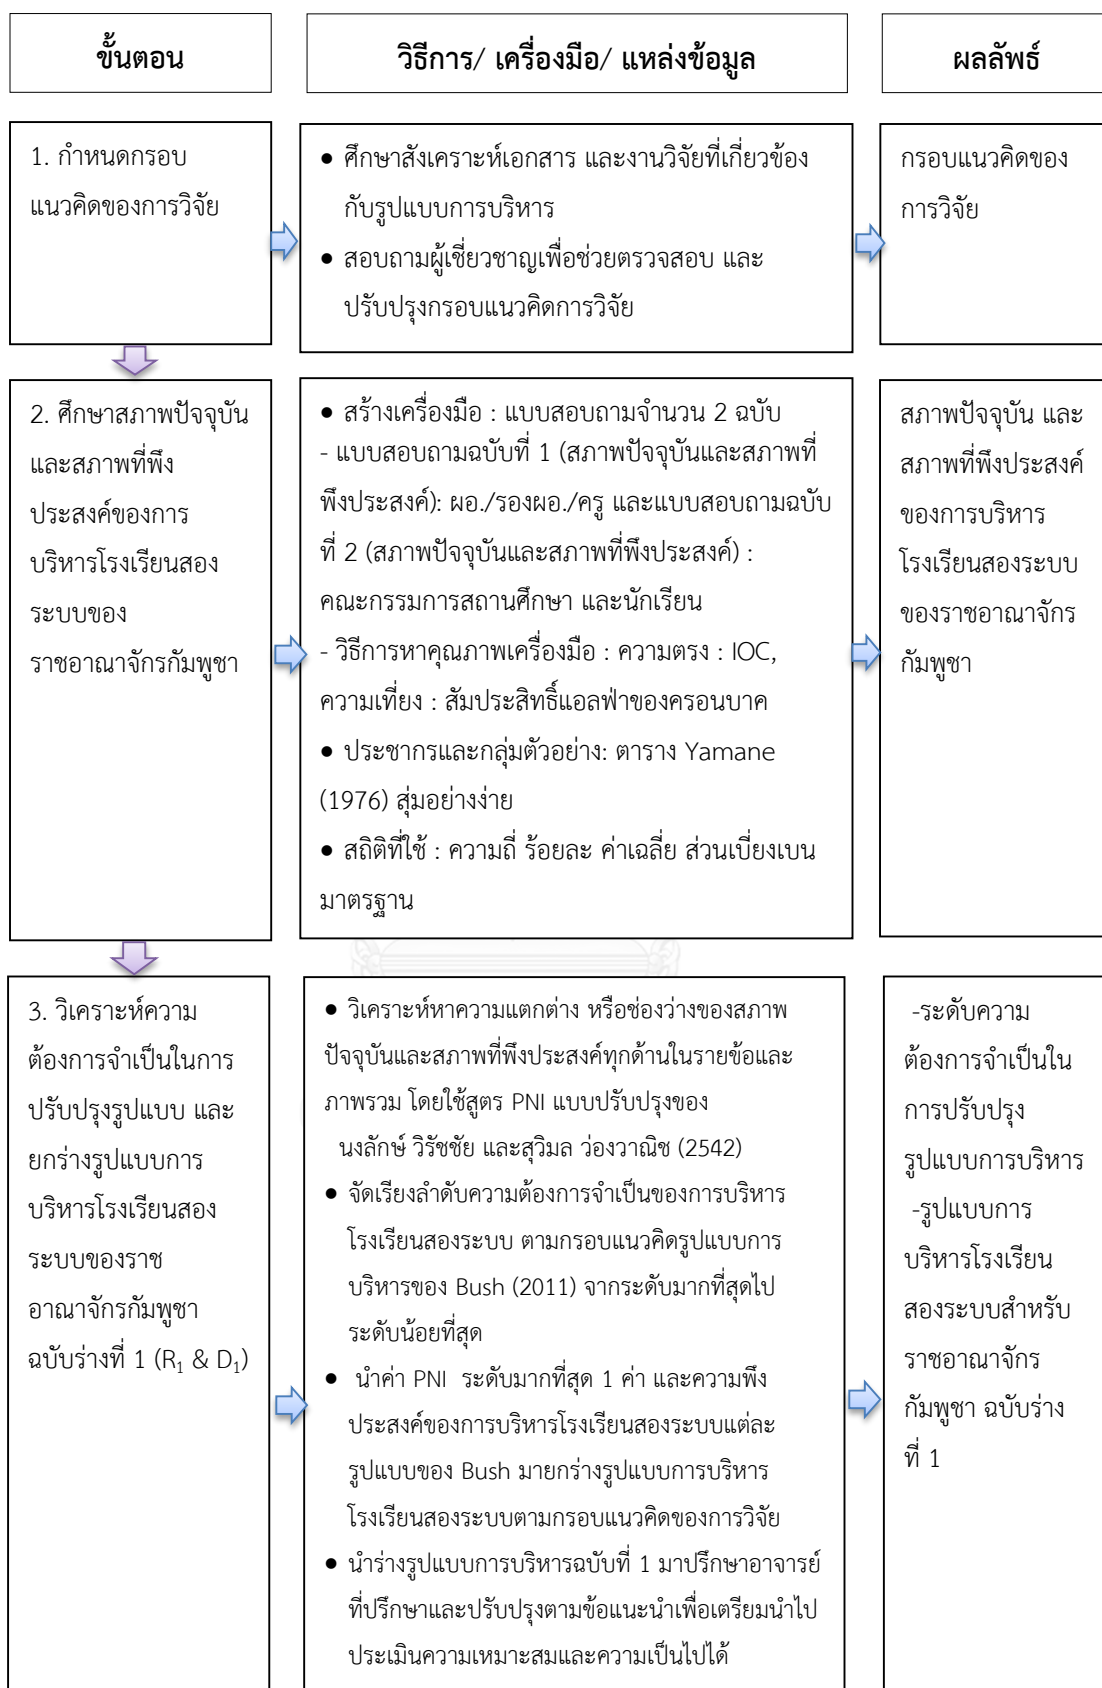 ขั้นตอน
วิธีการ/ เครื่องมือ/ แหล่งข้อมูล
ผลลัพธ์
1. กำหนดกรอบ
แนวคิดของการวิจัย
● ศึกษาสังเคราะห์เอกสาร และงานวิจัยที่เกี่ยวข้อง
กับรูปแบบการบริหาร
● สอบถามผู้เชี่ยวชาญเพื่อช่วยตรวจสอบ และ
ปรับปรุงกรอบแนวคิดการวิจัย
กรอบแนวคิดของ
การวิจัย
2. ศึกษาสภาพปัจจุบัน
และสภาพที่พึง
ประสงค์ของการ
บริหารโรงเรียนสอง
ระบบของ
ราชอาณาจักรกัมพูชา
● สร้างเครื่องมือ : แบบสอบถามจำนวน 2 ฉบับ
- แบบสอบถามฉบับที่ 1 (สภาพปัจจุบันและสภาพที่
พึงประสงค์): ผอ./รองผอ./ครู และแบบสอบถามฉบับ
ที่ 2 (สภาพปัจจุบันและสภาพที่พึงประสงค์) :
คณะกรรมการสถานศึกษา และนักเรียน
- วิธีการหาคุณภาพเครื่องมือ : ความตรง : IOC,
ความเที่ยง : สัมประสิทธิ์แอลฟ่าของครอนบาค
● ประชากรและกลุ่มตัวอย่าง: ตาราง Yamane
(1976) สุ่มอย่างง่าย
● สถิติที่ใช้ : ความถี่ ร้อยละ ค่าเฉลี่ย ส่วนเบี่ยงเบน
มาตรฐาน
สภาพปัจจุบัน และ
สภาพที่พึงประสงค์
ของการบริหาร
โรงเรียนสองระบบ
ของราชอาณาจักร
กัมพูชา
3. วิเคราะห์ความ
ต้องการจำเป็นในการ
ปรับปรุงรูปแบบ และ
ยกร่างรูปแบบการ
บริหารโรงเรียนสอง
ระบบของราช
อาณาจักรกัมพูชา
ฉบับร่างที่ 1 (R₁ & D₁)
● วิเคราะห์หาความแตกต่าง หรือช่องว่างของสภาพ
ปัจจุบันและสภาพที่พึงประสงค์ทุกด้านในรายข้อและ
ภาพรวม โดยใช้สูตร PNI แบบปรับปรุงของ
นงลักษ์ วิรัชชัย และสุวิมล ว่องวาณิช (2542)
● จัดเรียงลำดับความต้องการจำเป็นของการบริหาร
โรงเรียนสองระบบ ตามกรอบแนวคิดรูปแบบการ
บริหารของ Bush (2011) จากระดับมากที่สุดไป
ระดับน้อยที่สุด
● นำค่า PNI ระดับมากที่สุด 1 ค่า และความพึง
ประสงค์ของการบริหารโรงเรียนสองระบบแต่ละ
รูปแบบของ Bush มายกร่างรูปแบบการบริหาร
โรงเรียนสองระบบตามกรอบแนวคิดของการวิจัย
● นำร่างรูปแบบการบริหารฉบับที่ 1 มาปรึกษาอาจารย์
ที่ปรึกษาและปรับปรุงตามข้อแนะนำเพื่อเตรียมนำไป
ประเมินความเหมาะสมและความเป็นไปได้
-ระดับความ
ต้องการจำเป็นใน
การปรับปรุง
รูปแบบการบริหาร
-รูปแบบการ
บริหารโรงเรียน
สองระบบสำหรับ
ราชอาณาจักร
กัมพูชา ฉบับร่าง
ที่ 1